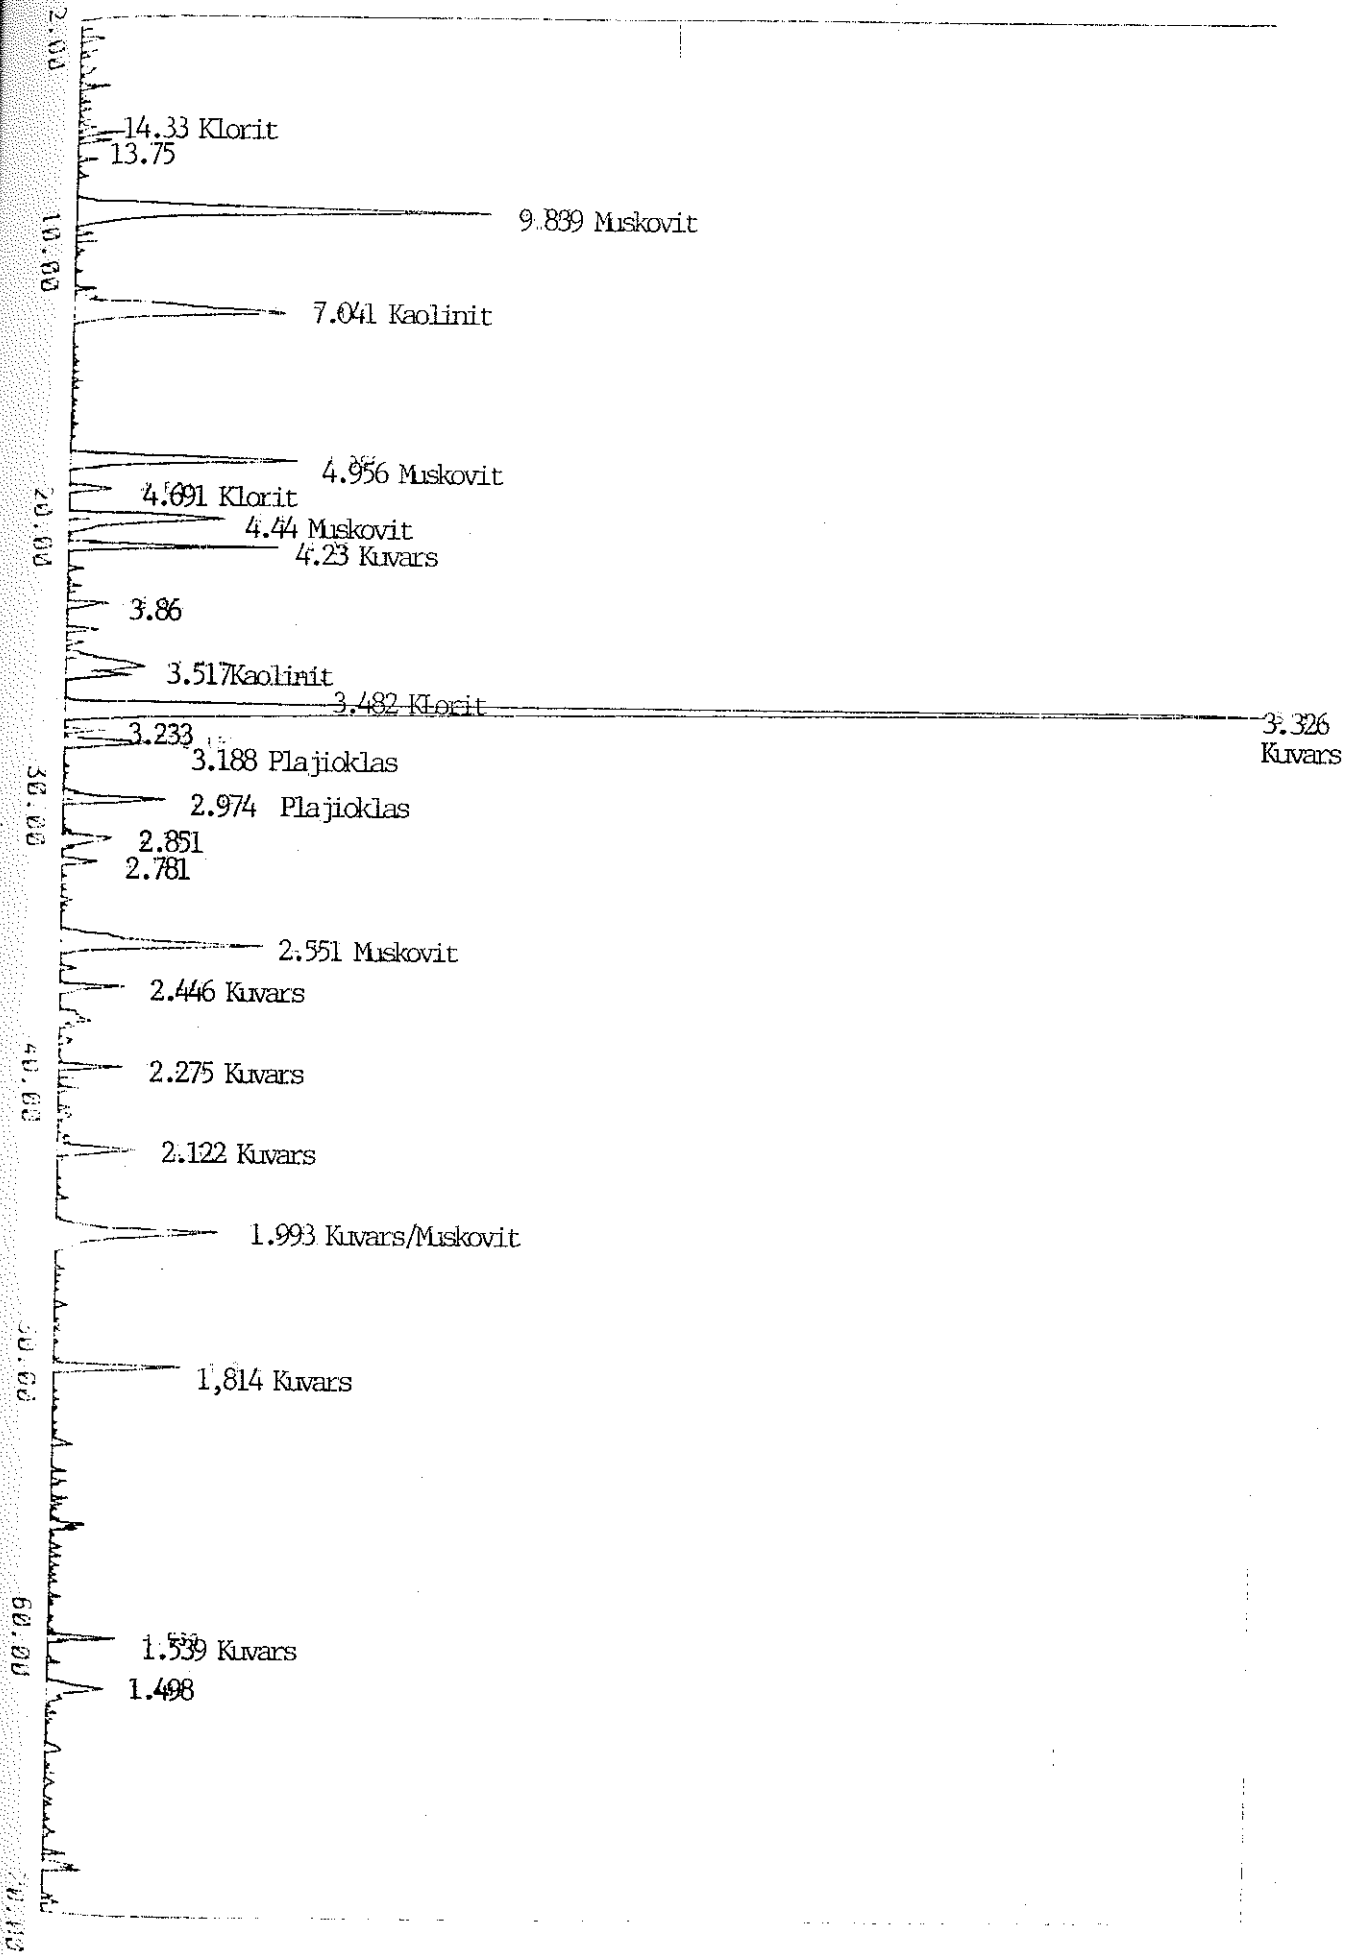 2.00
14.33 Klorit
13.75
9.839 Muskovit
10.00
7.041 Kaolinit
4.956 Muskovit
4.691 Klorit
20.00
4.44 Muskovit
4.23 Kuvars
3.86
3.517Kaolinit
3.482 Klorit
3.326
Kuvars
3.233
3.188 Plajioklas
30.00
2.974 Plajioklas
2.851
2.781
2.551 Muskovit
2.446 Kuvars
40.00
2.275 Kuvars
2.122 Kuvars
1.993 Kuvars/Muskovit
50.00
1,814 Kuvars
60.00
1.539 Kuvars
1.498
70.00